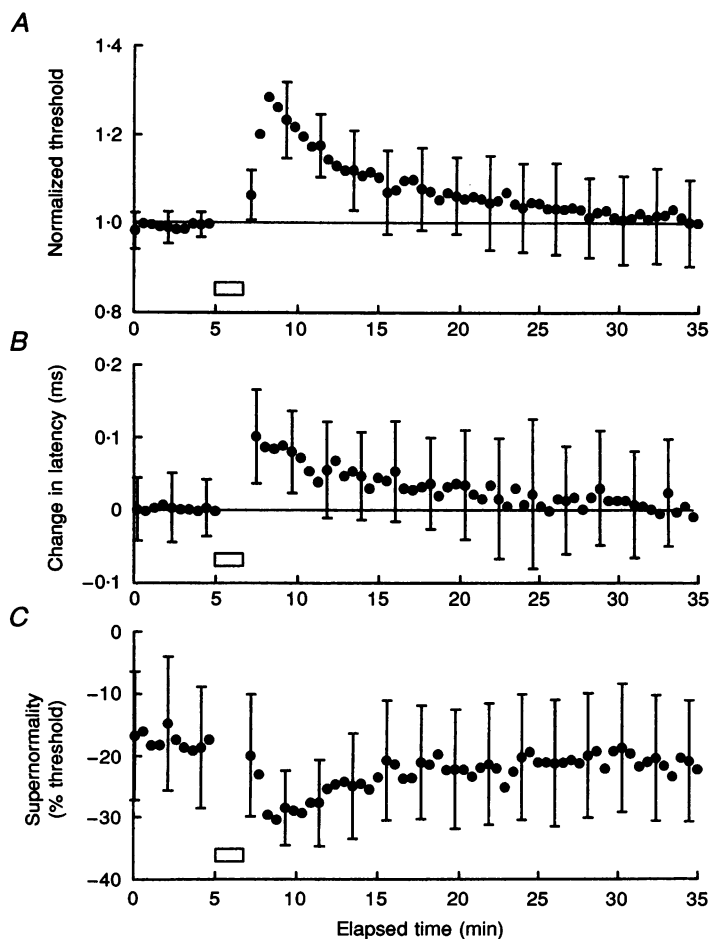 A
Normalized threshold
1·4
1·2
1·0
0·8
0 5 10 15 20 25 30 35
B
Change in latency (ms)
0·2
0·1
0
−0·1
0 5 10 15 20 25 30 35
C
Supernormality
(% threshold)
0
−10
−20
−30
−40
0 5 10 15 20 25 30 35
Elapsed time (min)